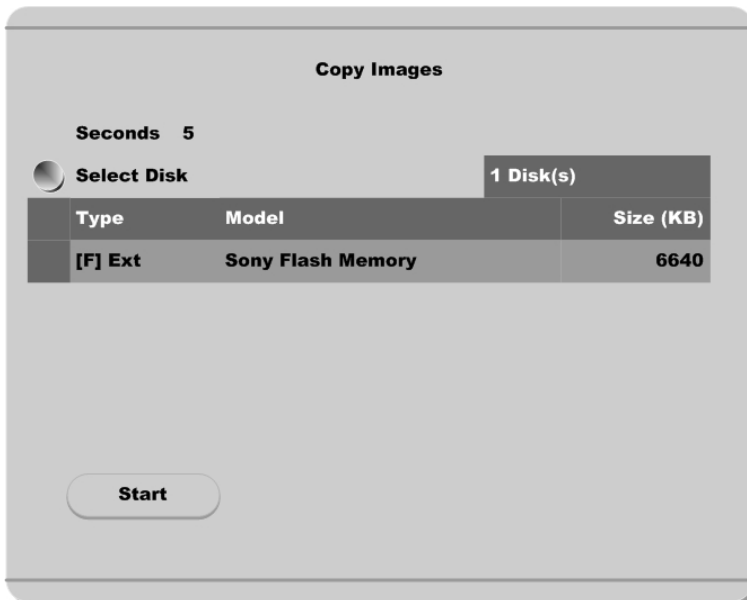 Copy Images
Seconds 5
Select Disk 1 Disk(s)
Type Model Size (KB)
[F] Ext Sony Flash Memory 6640
Start